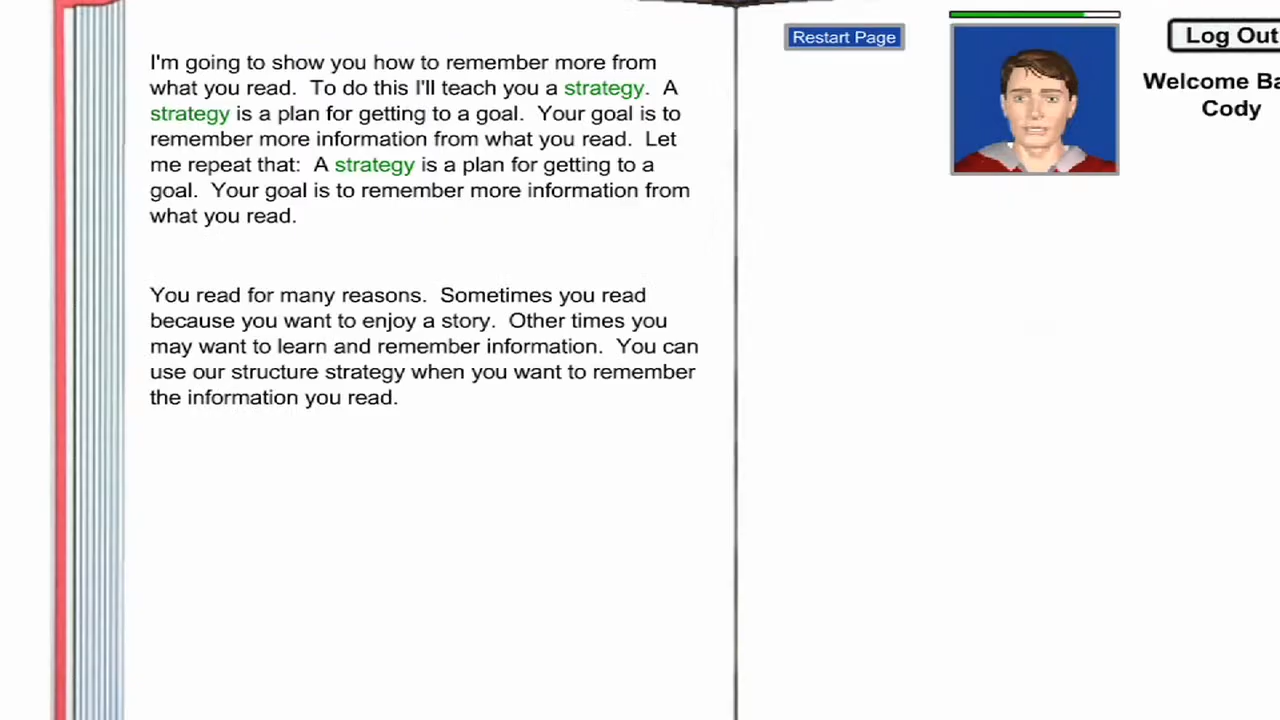 I'm going to show you how to remember more from
what you read. To do this I'll teach you a strategy. A
strategy is a plan for getting to a goal. Your goal is to
remember more information from what you read. Let
me repeat that: A strategy is a plan for getting to a
goal. Your goal is to remember more information from
what you read.
You read for many reasons. Sometimes you read
because you want to enjoy a story. Other times you
may want to learn and remember information. You can
use our structure strategy when you want to remember
the information you read.
Restart Page
Log Out
Welcome Ba
Cody